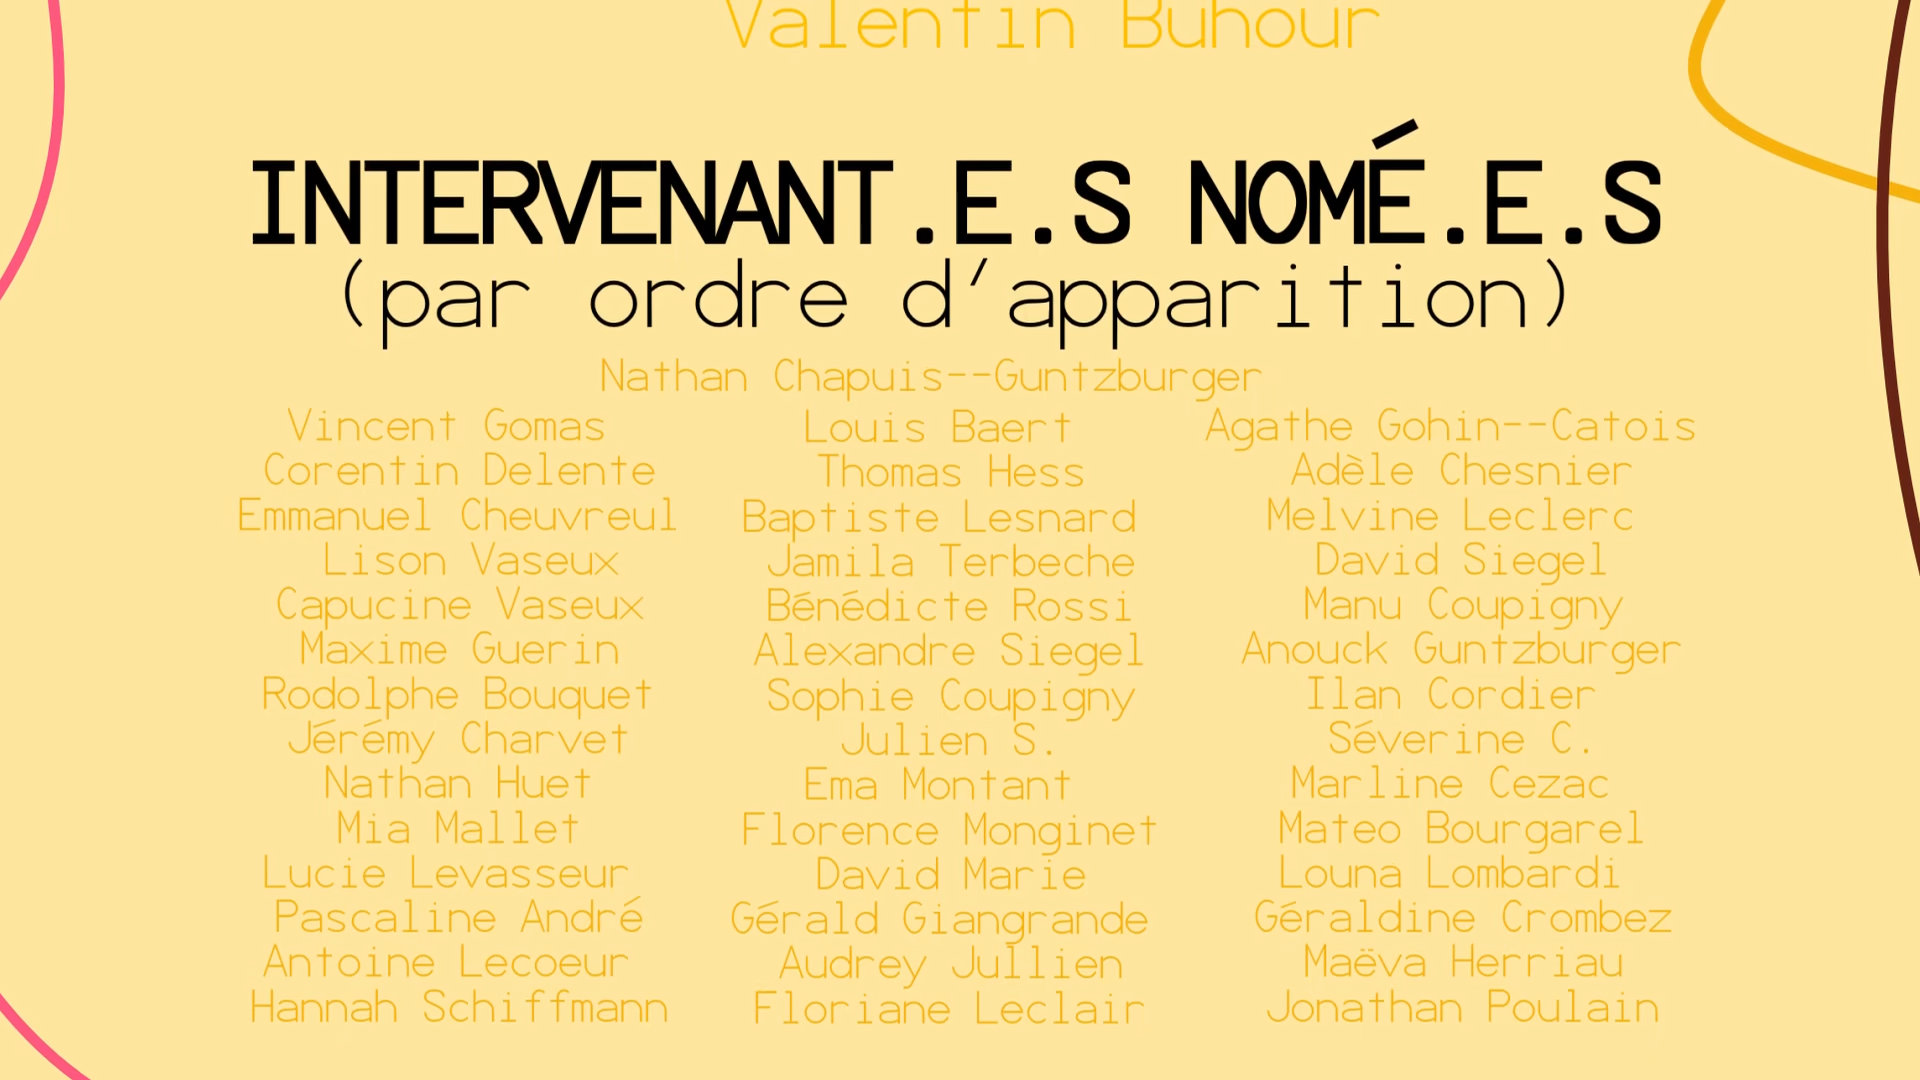 Valentin Buhour
INTERVENANT.E.S NOMÉ.E.S
(par ordre d'apparition)
Nathan Chapuis--Guntzburger
Vincent Gomas
Corentin Delente
Emmanuel Cheuvreul
Lison Vaseux
Capucine Vaseux
Maxime Guerin
Rodolphe Bouquet
Jérémy Charvet
Nathan Huet
Mia Mallet
Lucie Levasseur
Pascaline André
Antoine Lecoeur
Hannah Schiffmann
Louis Baert
Thomas Hess
Baptiste Lesnard
Jamila Terbeche
Bénédicte Rossi
Alexandre Siegel
Sophie Coupigny
Julien S.
Ema Montant
Florence Monginet
David Marie
Gérald Giangrande
Audrey Jullien
Floriane Leclair
Agathe Gohin--Catois
Adèle Chesnier
Melvine Leclerc
David Siegel
Manu Coupigny
Anouck Guntzburger
Ilan Cordier
Séverine C.
Marline Cezac
Mateo Bourgarel
Louna Lombardi
Géraldine Crombez
Maëva Herriau
Jonathan Poulain